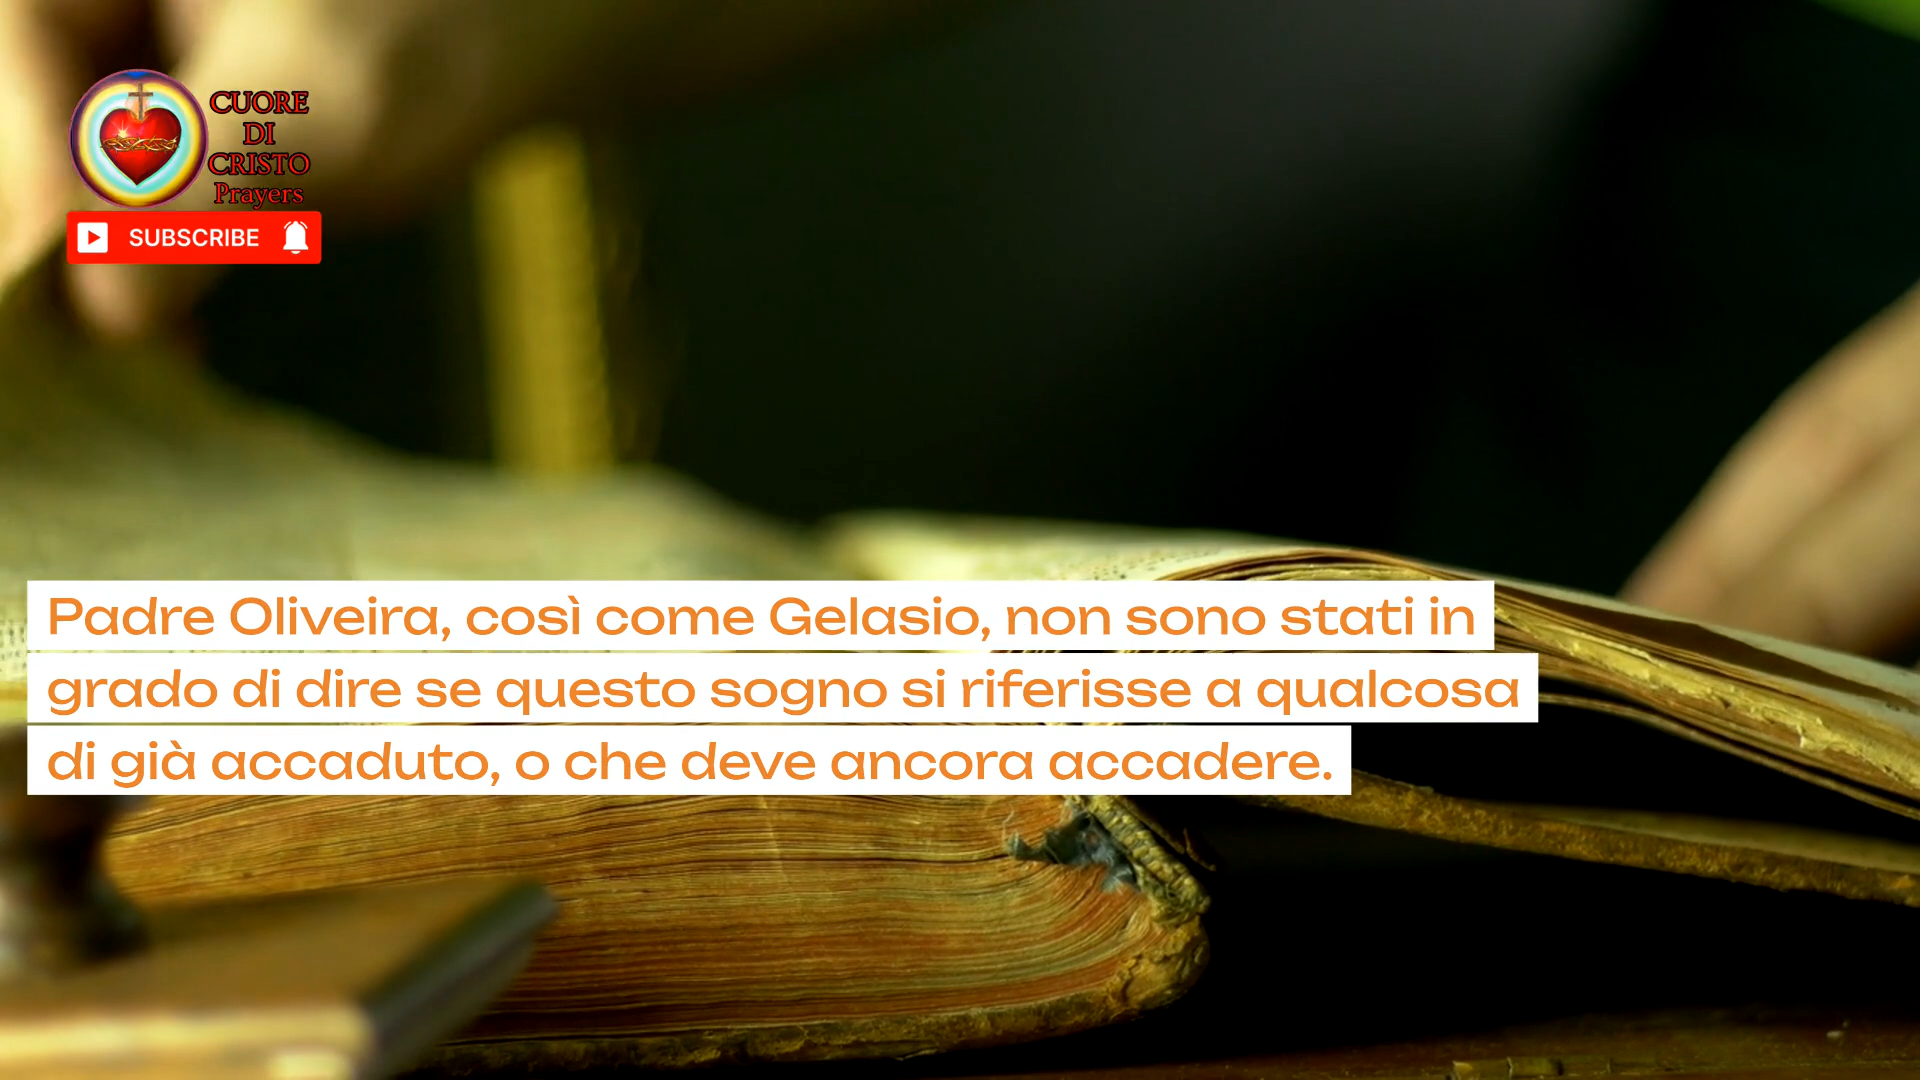 CUORE
DI
CRISTO
Prayers
SUBSCRIBE
Padre Oliveira, così come Gelasio, non sono stati in
grado di dire se questo sogno si riferisse a qualcosa
di già accaduto, o che deve ancora accadere.